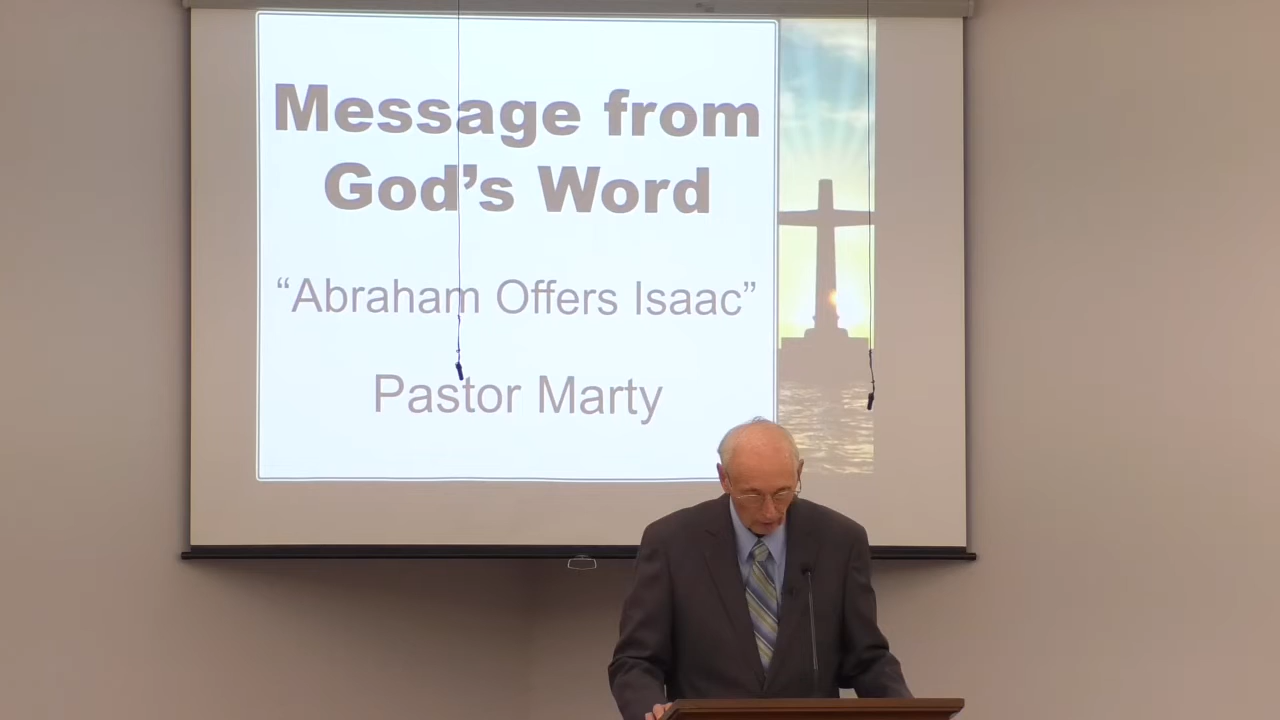 Message from
God’s Word
“Abraham Offers Isaac”
Pastor Marty